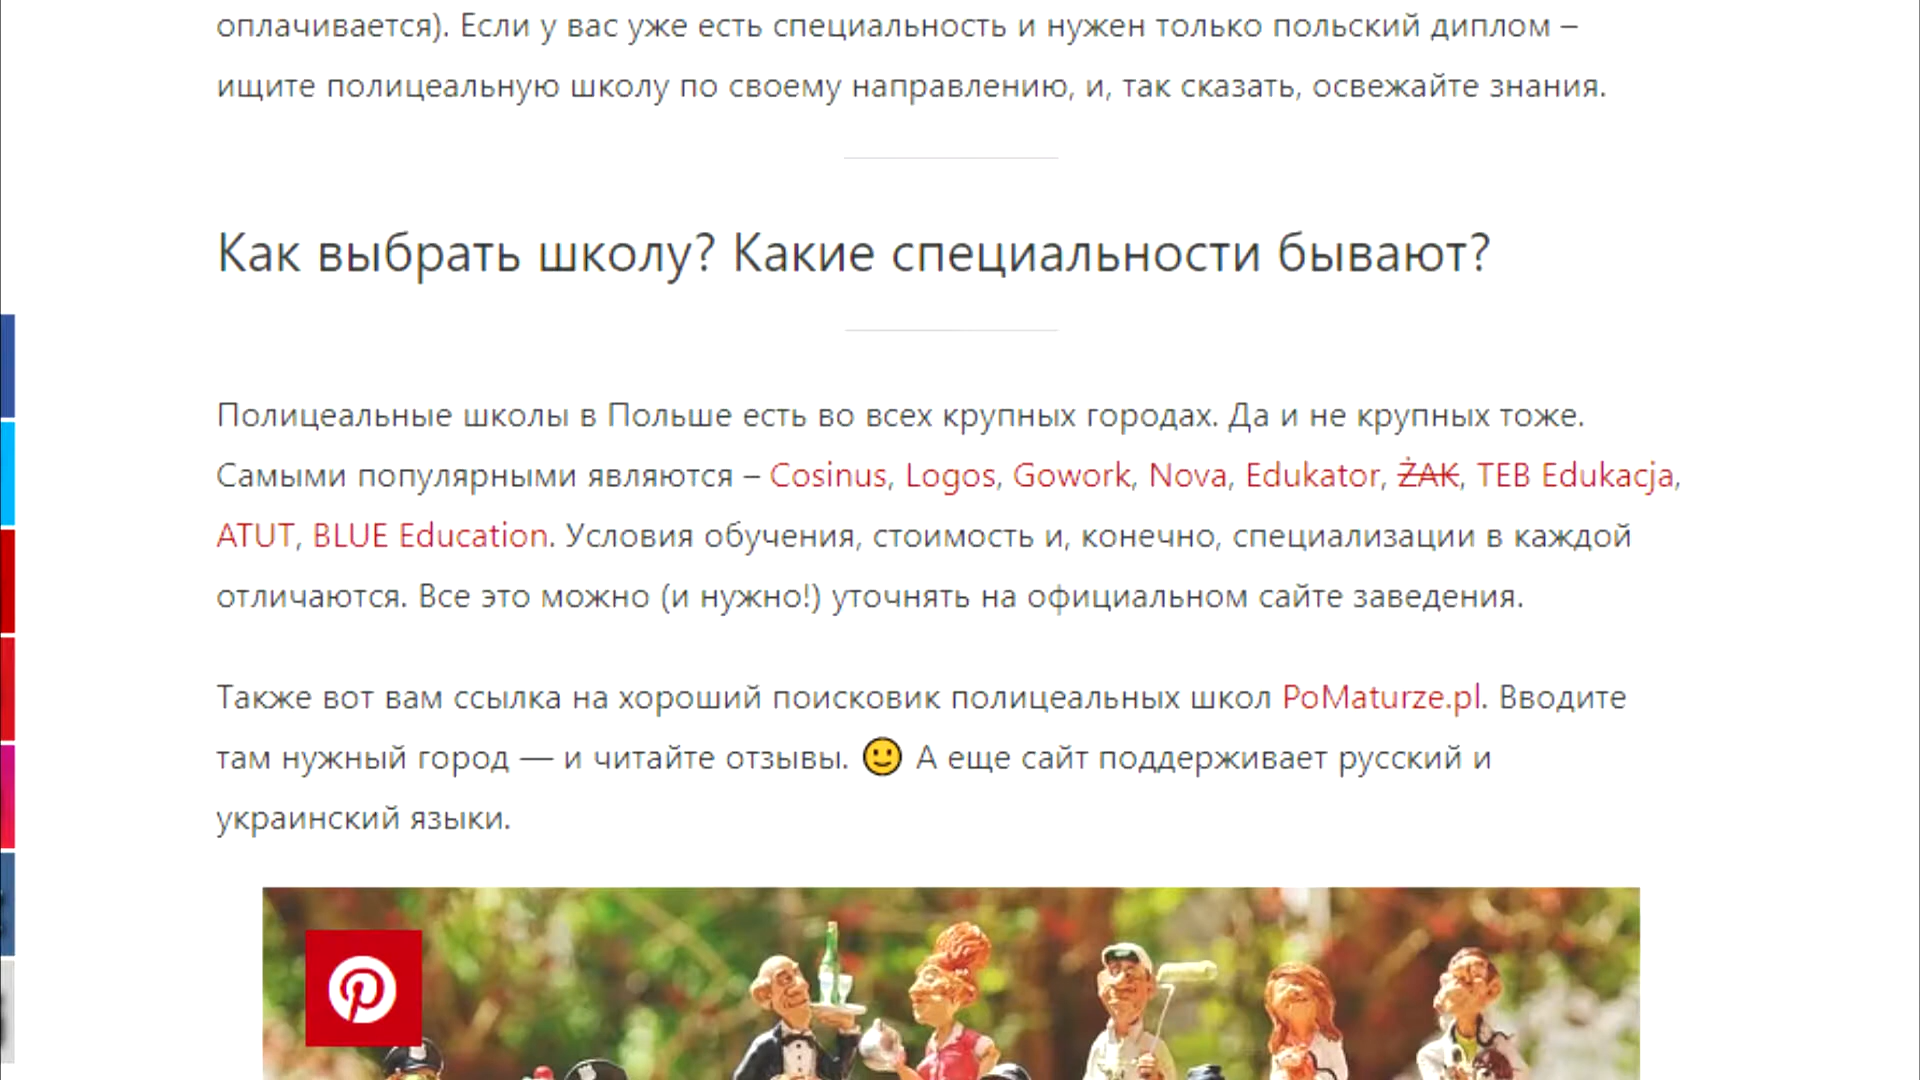 оплачивается). Если у вас уже есть специальность и нужен только польский диплом –
ищите полицеальную школу по своему направлению, и, так сказать, освежайте знания.
Как выбрать школу? Какие специальности бывают?
Полицеальные школы в Польше есть во всех крупных городах. Да и не крупных тоже.
Самыми популярными являются – Cosinus, Logos, Gowork, Nova, Edukator, ŻAK, TEB Edukacja,
ATUT, BLUE Education. Условия обучения, стоимость и, конечно, специализации в каждой
отличаются. Все это можно (и нужно!) уточнять на официальном сайте заведения.
Также вот вам ссылка на хороший поисковик полицеальных школ PoMaturze.pl. Вводите
там нужный город — и читайте отзывы. 🙂 А еще сайт поддерживает русский и
украинский языки.